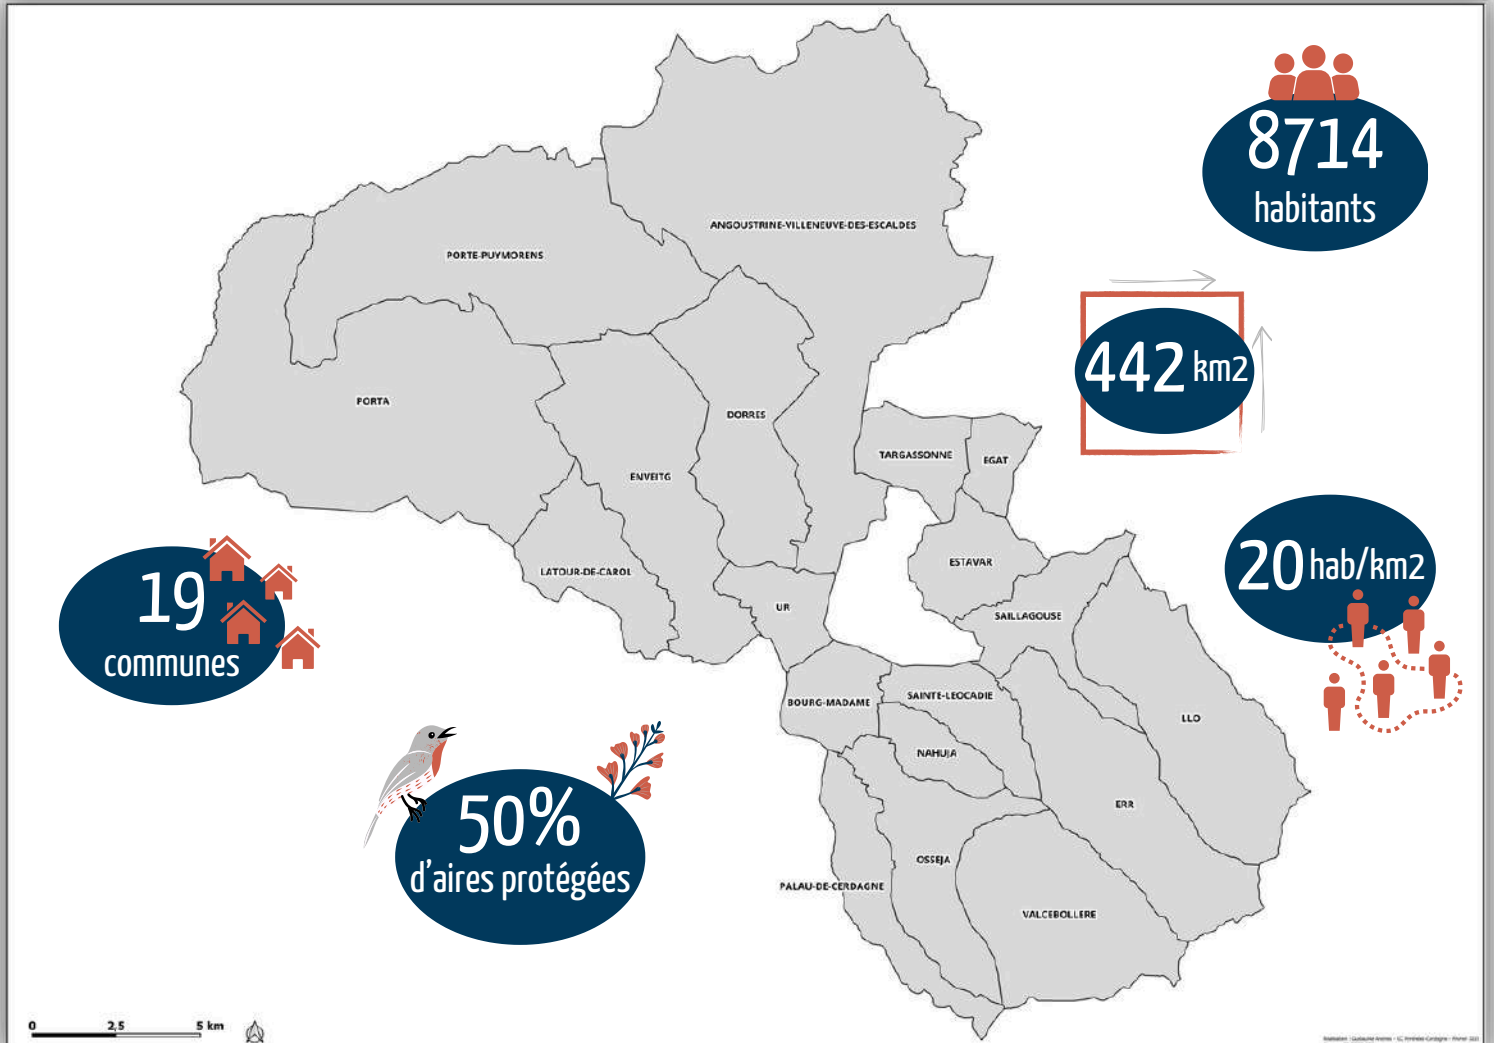 8714
habitants
ANGOUSTRINE-VILLENEUVE-DES-ESCALDES
PORTE-PUYMORENS
442 km2
PORTA
DORRES
TARGASSONNE
EGAT
ENVEITG
20 hab/km2
ESTAVAR
LATOUR-DE-CAROL
19
communes
UR
SAILLAGOUSE
BOURG-MADAME
SAINTE-LEOCADIE
LLO
NAHUJA
ERR
50%
d'aires protégées
OSSEJA
PALAU-DE-CERDAGNE
VALCEBOLLERE
0 2,5 5 km